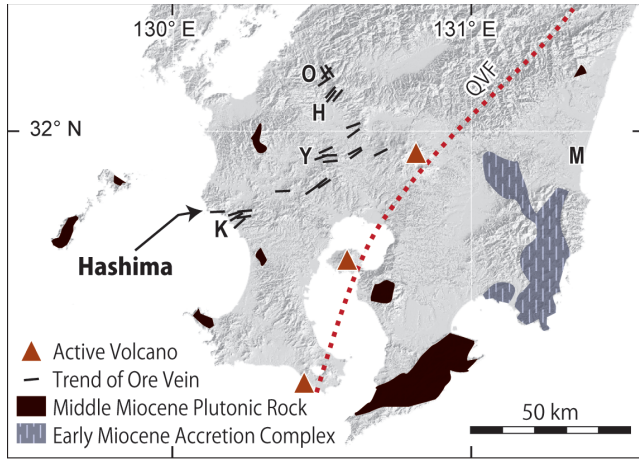 130° E
131° E
O
QVF
H
32° N
Y
M
K
Hashima
Active Volcano
Trend of Ore Vein
Middle Miocene Plutonic Rock
50 km
Early Miocene Accretion Complex